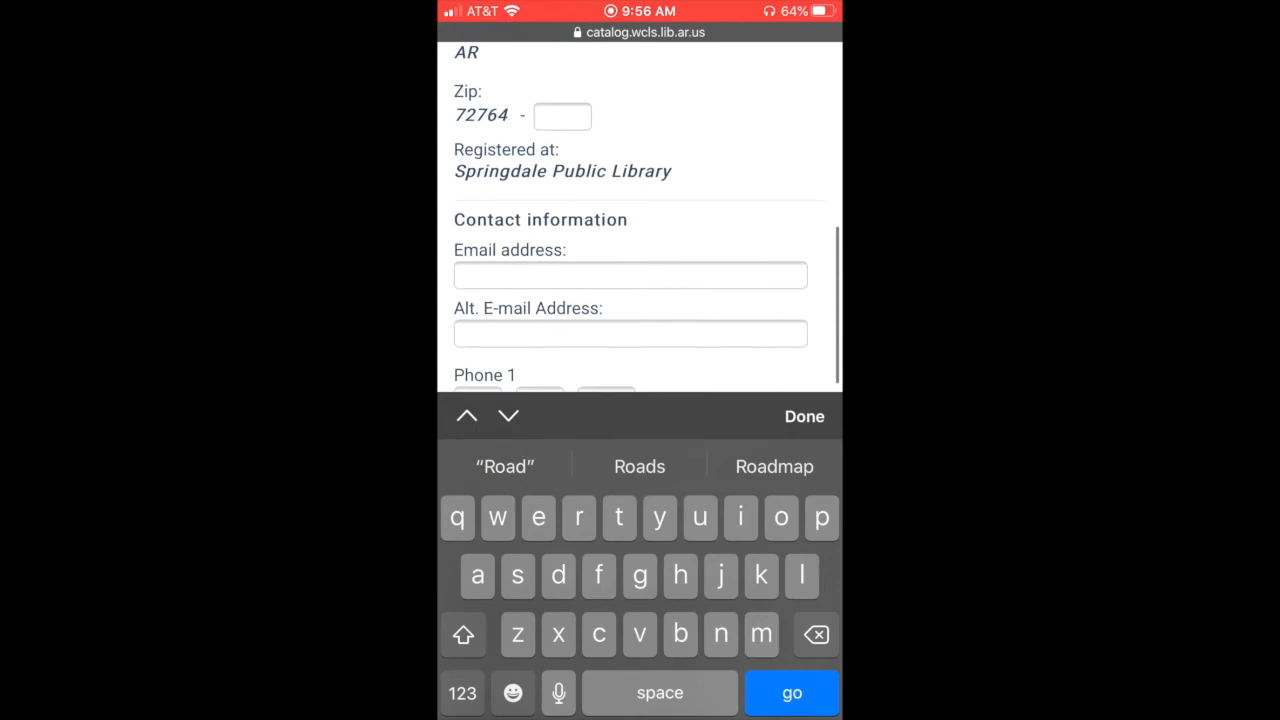 AT&T 9:56 AM 64%
catalog.wcls.lib.ar.us
AR
Zip:
72764 -
Registered at:
Springdale Public Library
Contact information
Email address:
Alt. E-mail Address:
Phone 1
Done
“Road” Roads Roadmap
q w e r t y u i o p
a s d f g h j k l
z x c v b n m
123 space go